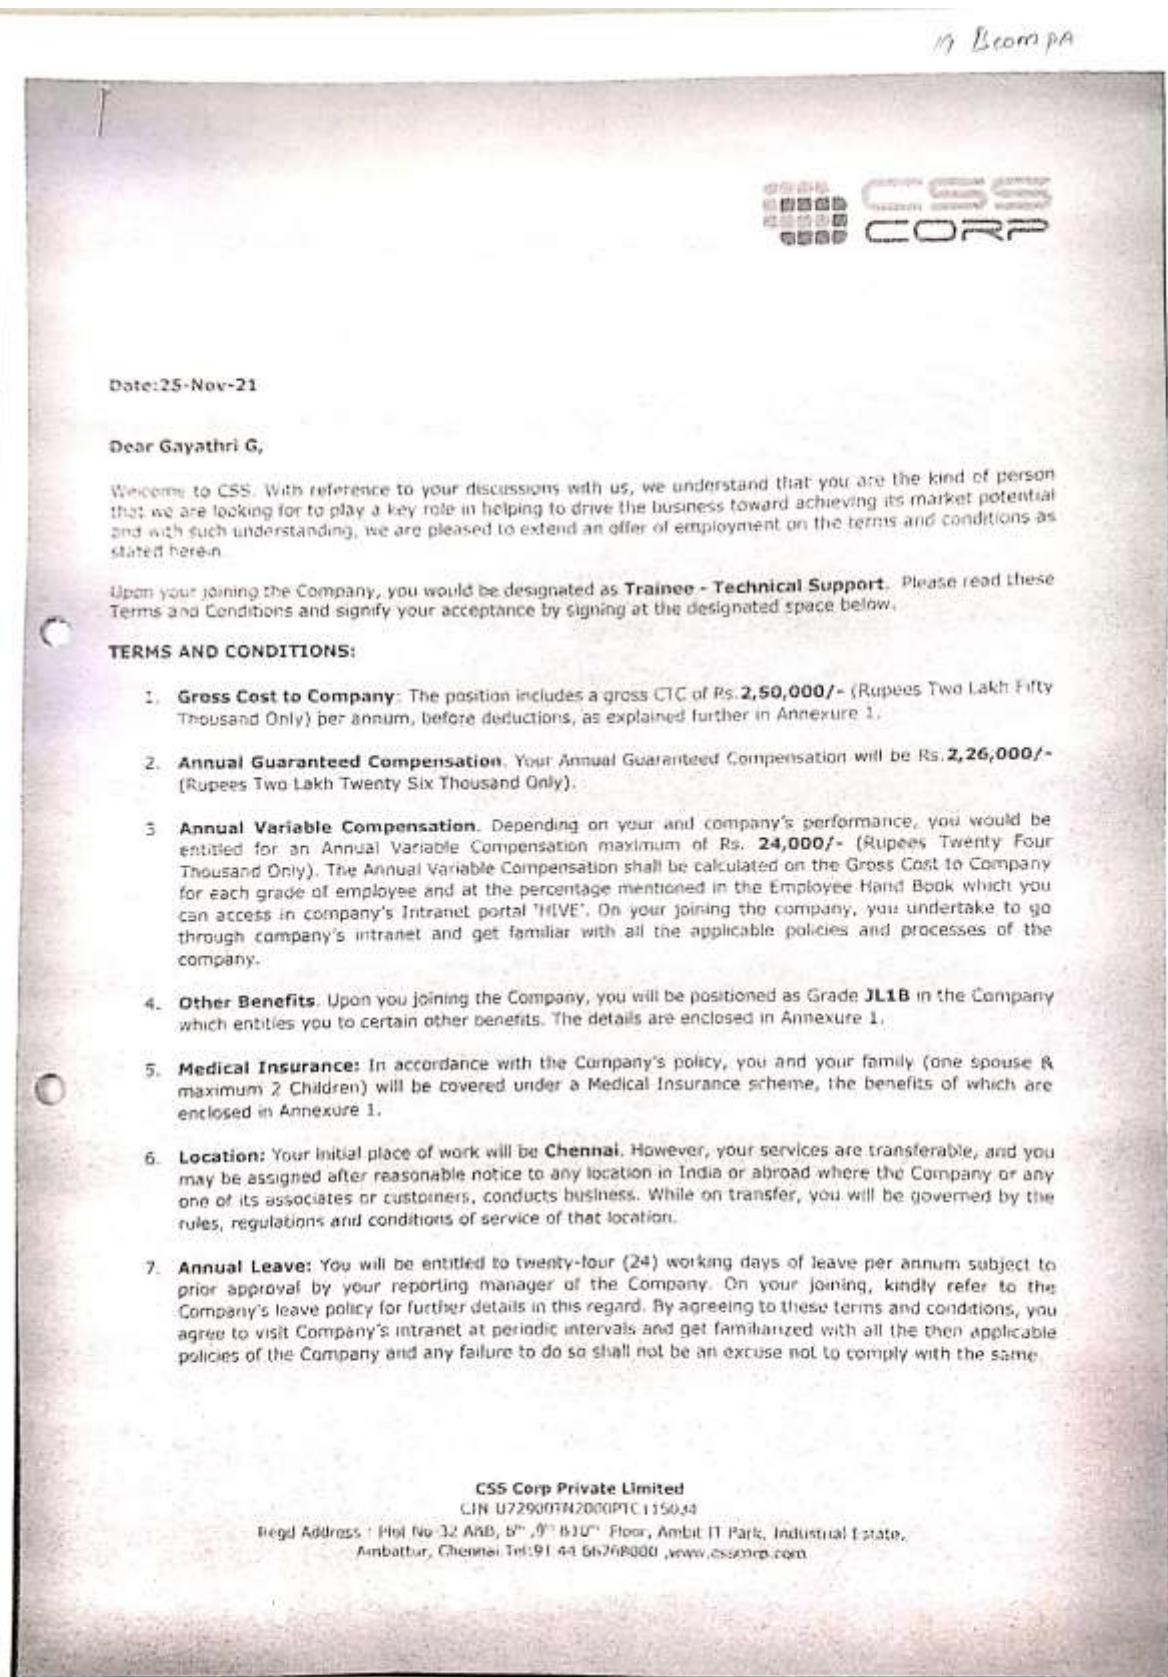 19 Bcom PA
CSS
CORP
Date:25-Nov-21
Dear Gayathri G,
Welcome to CSS. With reference to your discussions with us, we understand that you are the kind of person
that we are looking for to play a key role in helping to drive the business toward achieving its market potential
and with such understanding, we are pleased to extend an offer of employment on the terms and conditions as
stated herein.
Upon your joining the Company, you would be designated as Trainee - Technical Support. Please read these
Terms and Conditions and signify your acceptance by signing at the designated space below.
TERMS AND CONDITIONS:
1. Gross Cost to Company: The position includes a gross CTC of Rs.2,50,000/- (Rupees Two Lakh Fifty
Thousand Only) per annum, before deductions, as explained further in Annexure 1.
2. Annual Guaranteed Compensation. Your Annual Guaranteed Compensation will be Rs.2,26,000/-
(Rupees Two Lakh Twenty Six Thousand Only).
3 Annual Variable Compensation. Depending on your and company's performance, you would be
entitled for an Annual Variable Compensation maximum of Rs. 24,000/- (Rupees Twenty Four
Thousand Only). The Annual Variable Compensation shall be calculated on the Gross Cost to Company
for each grade of employee and at the percentage mentioned in the Employee Hand Book which you
can access in company's Intranet portal "HIVE". On your joining the company, you undertake to go
through company's intranet and get familiar with all the applicable policies and processes of the
company.
4. Other Benefits. Upon you joining the Company, you will be positioned as Grade JL1B in the Company
which entities you to certain other benefits. The details are enclosed in Annexure 1.
5. Medical Insurance: In accordance with the Company's policy, you and your family (one spouse &
maximum 2 Children) will be covered under a Medical Insurance scheme, the benefits of which are
enclosed in Annexure 1.
6. Location: Your initial place of work will be Chennai. However, your services are transferable, and you
may be assigned after reasonable notice to any location in India or abroad where the Company or any
one of its associates or customers, conducts business. While on transfer, you will be governed by the
rules, regulations and conditions of service of that location.
7. Annual Leave: You will be entitled to twenty-four (24) working days of leave per annum subject to
prior approval by your reporting manager of the Company. On your joining, kindly refer to the
Company's leave policy for further details in this regard. By agreeing to these terms and conditions, you
agree to visit Company's intranet at periodic intervals and get familiarized with all the then applicable
policies of the Company and any failure to do so shall not be an excuse not to comply with the same.
CSS Corp Private Limited
CIN U72900TN2000PTC115034
Regd Address : Plot No 32 A&B, 8th ,9th &10th Floor, Ambit IT Park, Industrial Estate,
Ambattur, Chennai Tel:91 44 66268000 ,www.csscorp.com